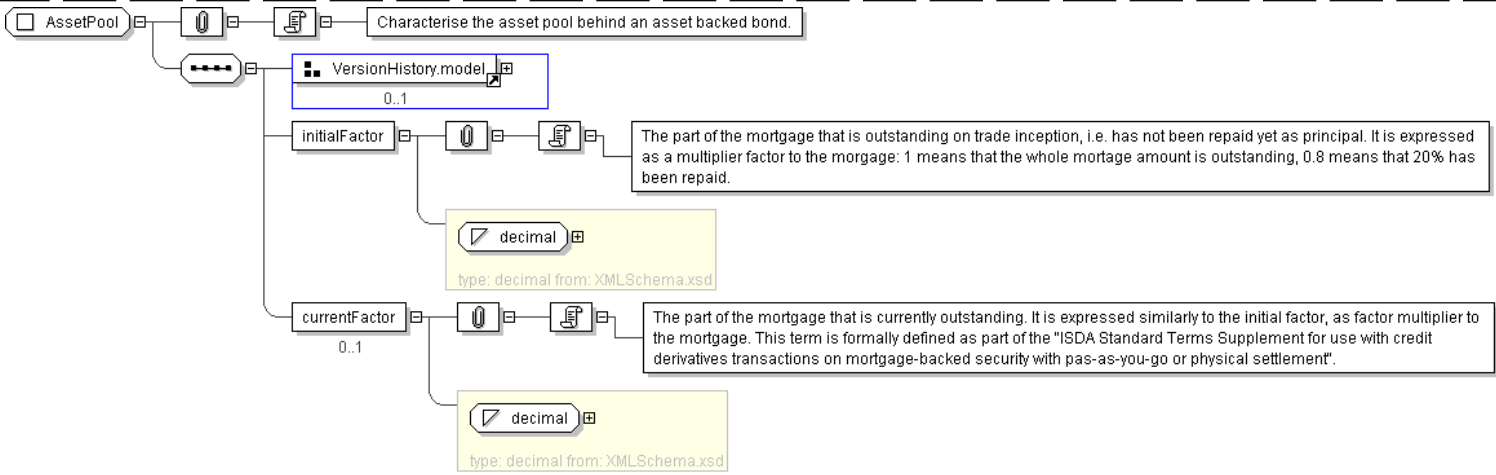 AssetPool
Characterise the asset pool behind an asset backed bond.
VersionHistory.model
0..1
initialFactor
The part of the mortgage that is outstanding on trade inception, i.e. has not been repaid yet as principal. It is expressed
as a multiplier factor to the morgage: 1 means that the whole mortage amount is outstanding, 0.8 means that 20% has
been repaid.
decimal
type: decimal from: XMLSchema.xsd
currentFactor
0..1
The part of the mortgage that is currently outstanding. It is expressed similarly to the initial factor, as factor multiplier to
the mortgage. This term is formally defined as part of the "ISDA Standard Terms Supplement for use with credit
derivatives transactions on mortgage-backed security with pas-as-you-go or physical settlement".
decimal
type: decimal from: XMLSchema.xsd